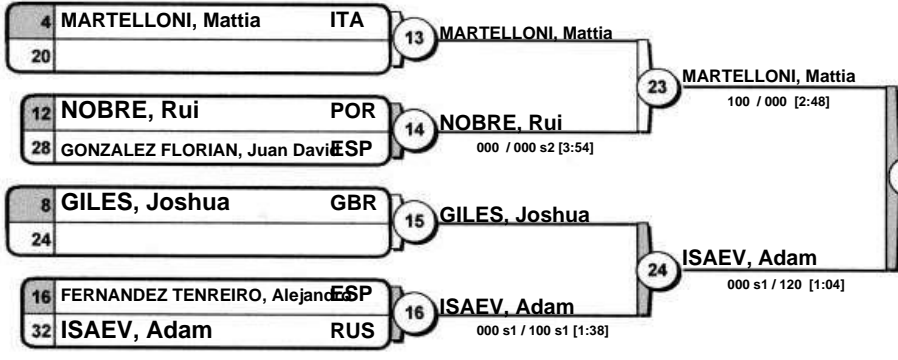 4 MARTELLONI, Mattia ITA
20
13 MARTELLONI, Mattia
12 NOBRE, Rui POR
28 GONZALEZ FLORIAN, Juan David ESP
14 NOBRE, Rui
000 / 000 s2 [3:54]
23 MARTELLONI, Mattia
100 / 000 [2:48]
8 GILES, Joshua GBR
24
15 GILES, Joshua
16 FERNANDEZ TENREIRO, Alejandro ESP
32 ISAEV, Adam RUS
16 ISAEV, Adam
000 s1 / 100 s1 [1:38]
24 ISAEV, Adam
000 s1 / 120 [1:04]